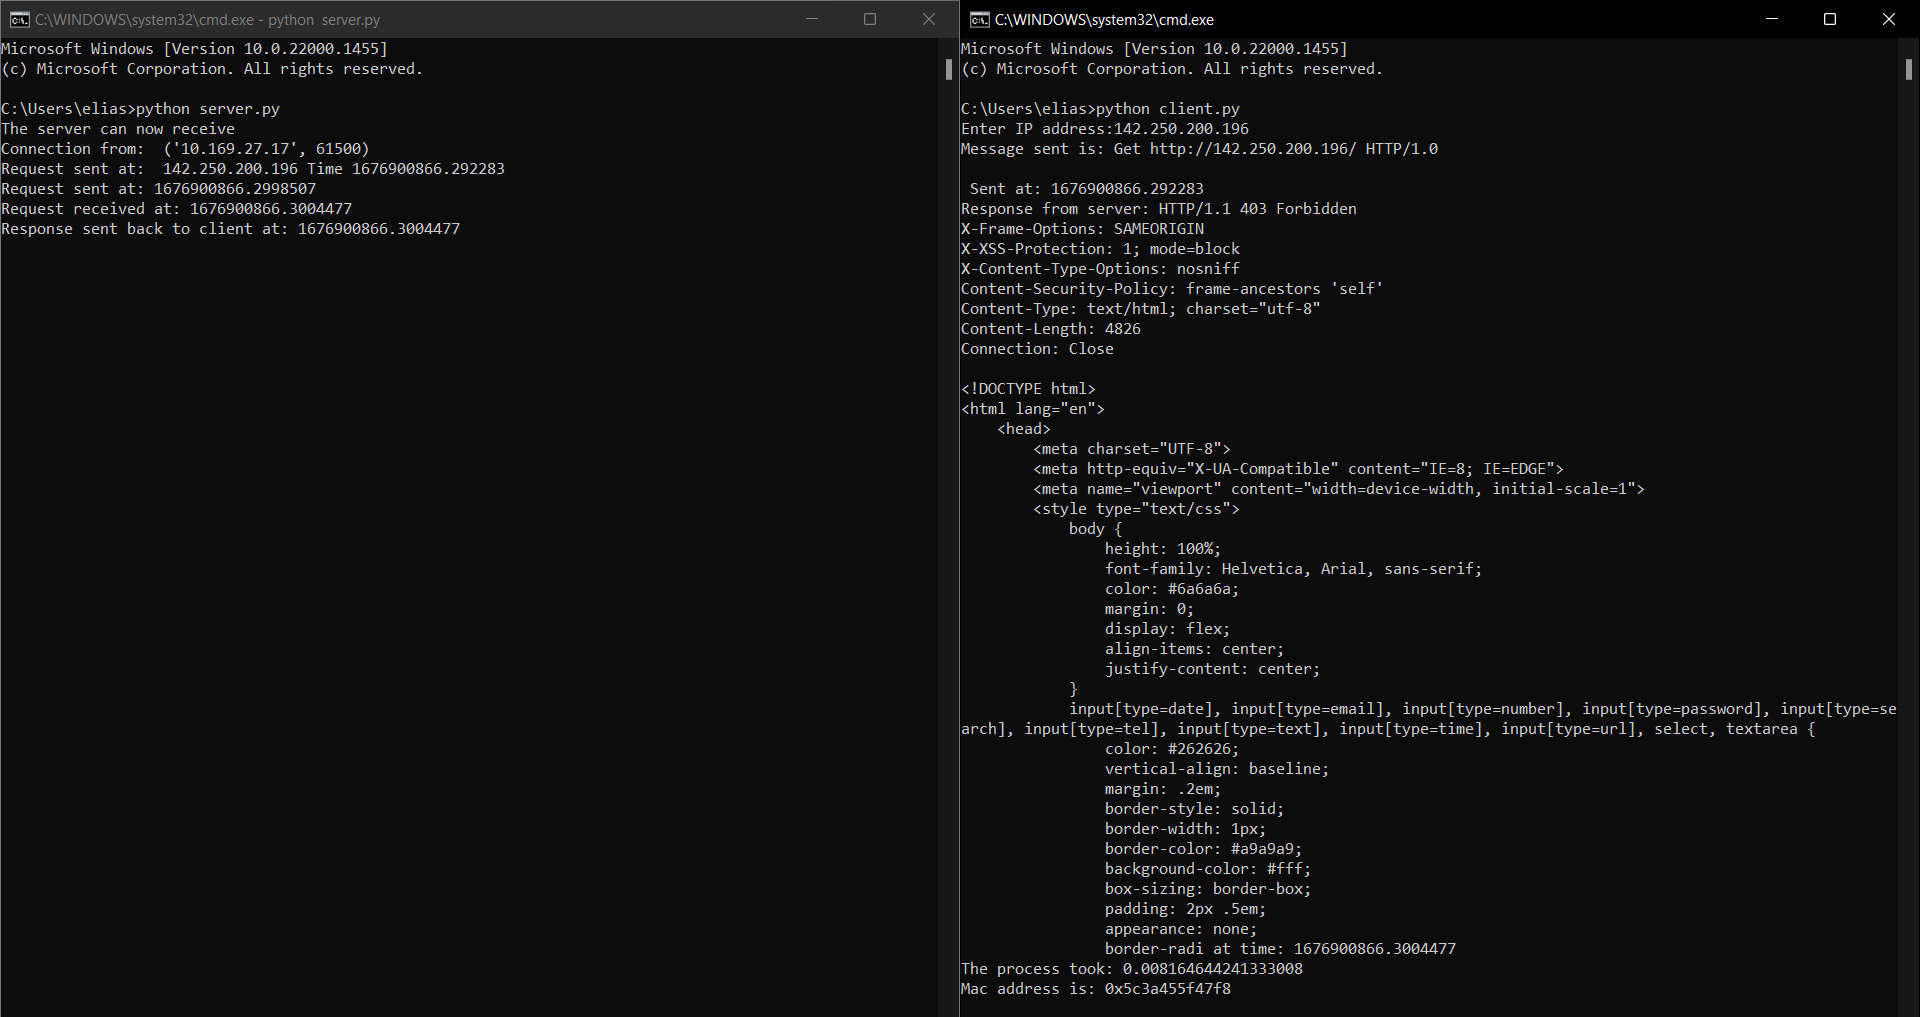 C:\WINDOWS\system32\cmd.exe - python  server.py
Microsoft Windows [Version 10.0.22000.1455]
(c) Microsoft Corporation. All rights reserved.
C:\Users\elias>python server.py
The server can now receive
Connection from:  ('10.169.27.17', 61500)
Request sent at:  142.250.200.196 Time 1676900866.292283
Request sent at: 1676900866.2998507
Request received at: 1676900866.3004477
Response sent back to client at: 1676900866.3004477
C:\WINDOWS\system32\cmd.exe
Microsoft Windows [Version 10.0.22000.1455]
(c) Microsoft Corporation. All rights reserved.
C:\Users\elias>python client.py
Enter IP address:142.250.200.196
Message sent is: Get http://142.250.200.196/ HTTP/1.0
Sent at: 1676900866.292283
Response from server: HTTP/1.1 403 Forbidden
X-Frame-Options: SAMEORIGIN
X-XSS-Protection: 1; mode=block
X-Content-Type-Options: nosniff
Content-Security-Policy: frame-ancestors 'self'
Content-Type: text/html; charset="utf-8"
Content-Length: 4826
Connection: Close
<!DOCTYPE html>
<html lang="en">
<head>
<meta charset="UTF-8">
<meta http-equiv="X-UA-Compatible" content="IE=8; IE=EDGE">
<meta name="viewport" content="width=device-width, initial-scale=1">
<style type="text/css">
body {
height: 100%;
font-family: Helvetica, Arial, sans-serif;
color: #6a6a6a;
margin: 0;
display: flex;
align-items: center;
justify-content: center;
}
input[type=date], input[type=email], input[type=number], input[type=password], input[type=se
arch], input[type=tel], input[type=text], input[type=time], input[type=url], select, textarea {
color: #262626;
vertical-align: baseline;
margin: .2em;
border-style: solid;
border-width: 1px;
border-color: #a9a9a9;
background-color: #fff;
box-sizing: border-box;
padding: 2px .5em;
appearance: none;
border-radi at time: 1676900866.3004477
The process took: 0.008164644241333008
Mac address is: 0x5c3a455f47f8